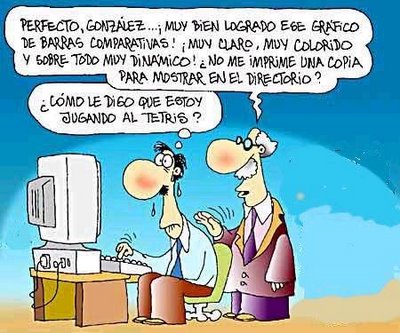 PERFECTO, GONZÁLEZ...¡ MUY BIEN LOGRADO ESE GRÁFICO
DE BARRAS COMPARATIVAS! ¡MUY CLARO, MUY COLORIDO
Y SOBRE TODO MUY DINÁMICO! ¿NO ME IMPRIME UNA COPIA
PARA MOSTRAR EN EL DIRECTORIO?
¿CÓMO LE DIGO QUE ESTOY
JUGANDO AL TETRIS?